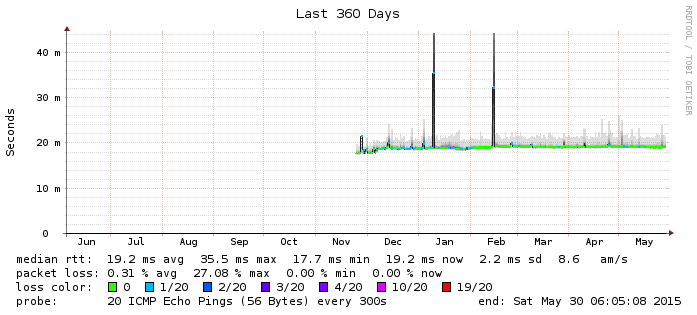 Last 360 Days
RRDTOOL / TOBI OETIKER
Seconds
40 m
30 m
20 m
10 m
0
Jun Jul Aug Sep Oct Nov Dec Jan Feb Mar Apr May
median rtt: 19.2 ms avg 35.5 ms max 17.7 ms min 19.2 ms now 2.2 ms sd 8.6 am/s
packet loss: 0.31 % avg 27.08 % max 0.00 % min 0.00 % now
loss color: 0 1/20 2/20 3/20 4/20 10/20 19/20
probe: 20 ICMP Echo Pings (56 Bytes) every 300s end: Sat May 30 06:05:08 2015